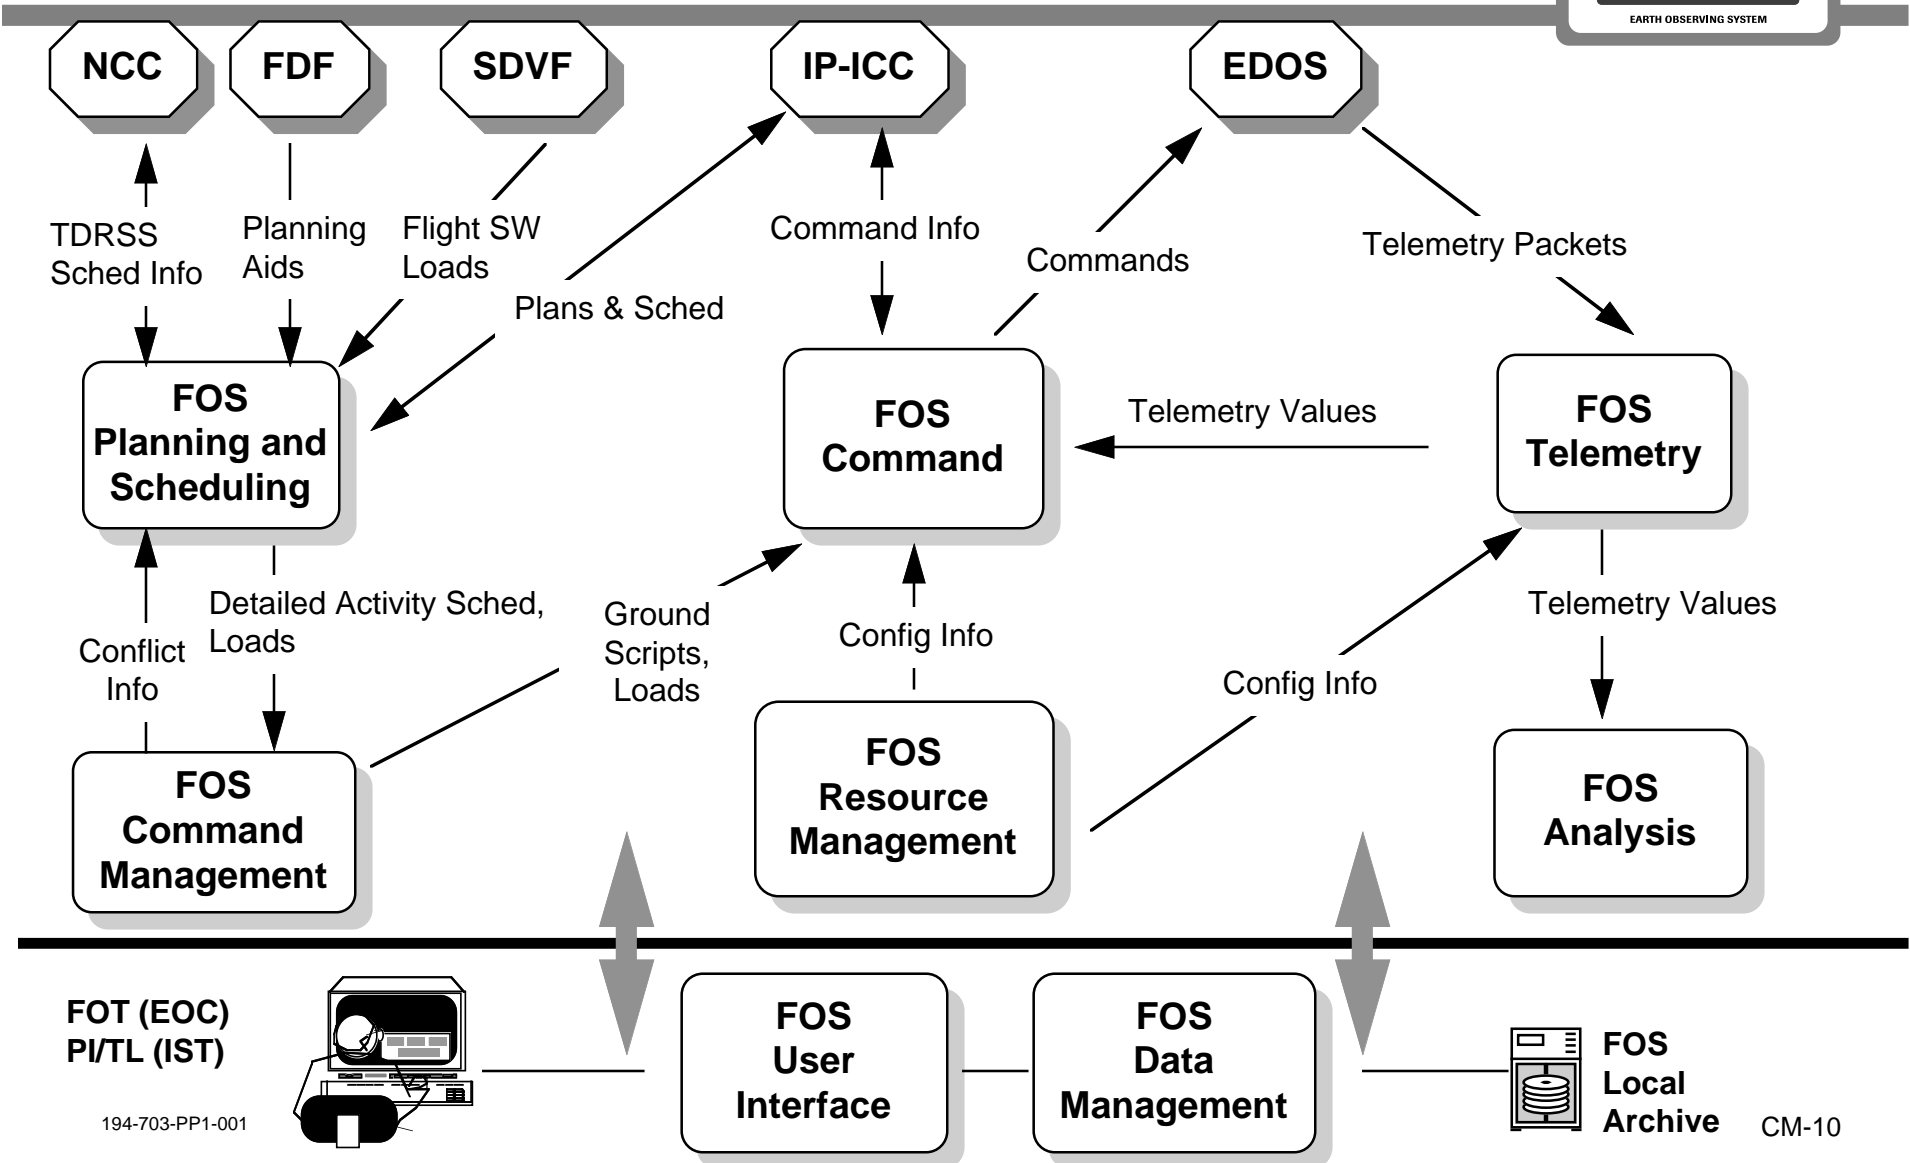 EARTH OBSERVING SYSTEM
NCC
FDF
SDVF
IP-ICC
EDOS
TDRSS
Sched Info
Planning
Aids
Flight SW
Loads
Plans & Sched
Command Info
Commands
Telemetry Packets
FOS
Planning and
Scheduling
FOS
Command
Telemetry Values
FOS
Telemetry
Conflict
Info
Detailed Activity Sched,
Loads
Ground
Scripts,
Loads
Config Info
Config Info
Telemetry Values
FOS
Command
Management
FOS
Resource
Management
FOS
Analysis
FOT (EOC)
PI/TL (IST)
FOS
User
Interface
FOS
Data
Management
FOS
Local
Archive
194-703-PP1-001
CM-10